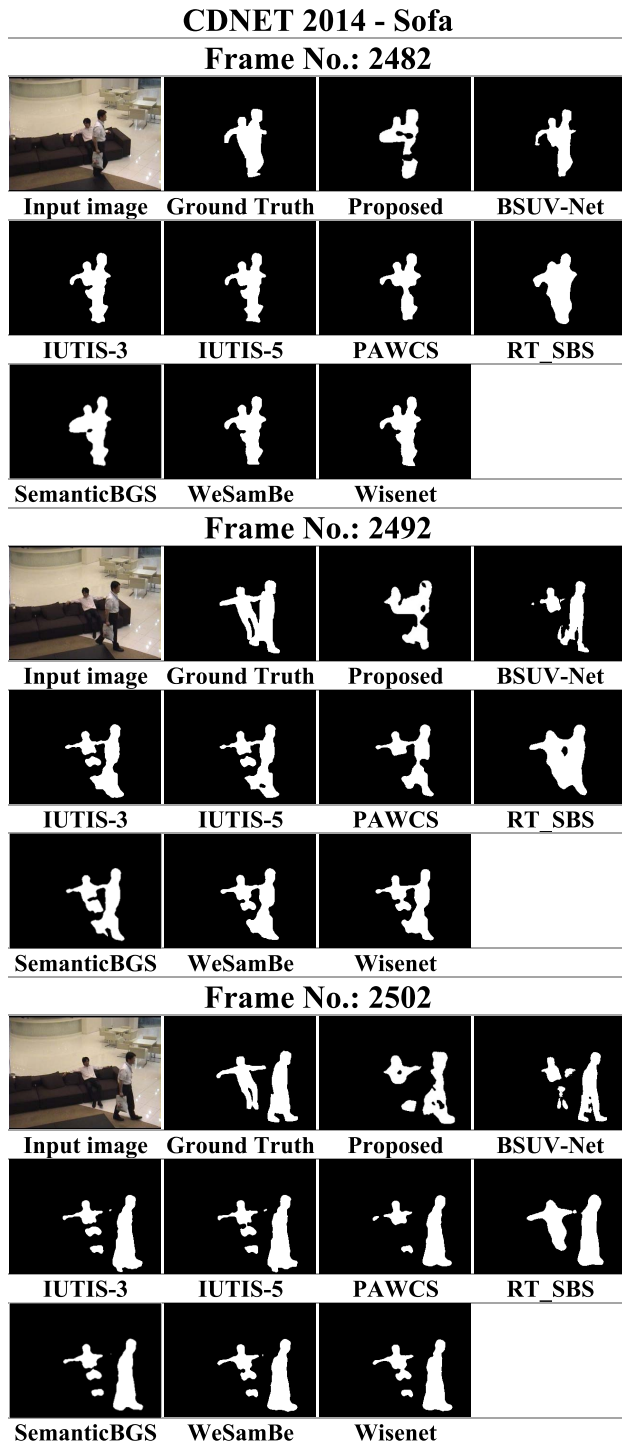 CDNET 2014 - Sofa
Frame No.: 2482
Input image Ground Truth Proposed BSUV-Net
IUTIS-3 IUTIS-5 PAWCS RT_SBS
SemanticBGS WeSamBe Wisenet
Frame No.: 2492
Input image Ground Truth Proposed BSUV-Net
IUTIS-3 IUTIS-5 PAWCS RT_SBS
SemanticBGS WeSamBe Wisenet
Frame No.: 2502
Input image Ground Truth Proposed BSUV-Net
IUTIS-3 IUTIS-5 PAWCS RT_SBS
SemanticBGS WeSamBe Wisenet